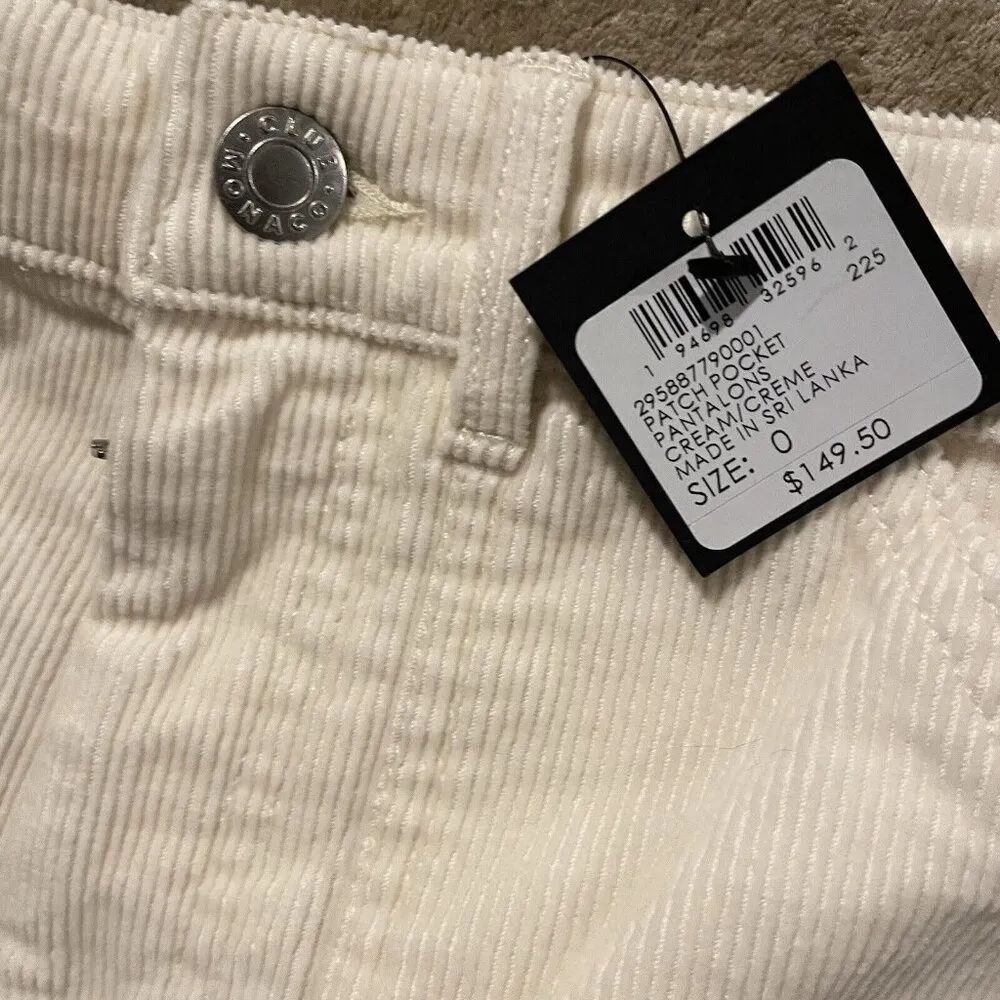 CLUB
MONACO
1 94698 32596 2
225
295887790001
PATCH POCKET
PANTALONS
CREAM/CREME
MADE IN SRI LANKA
SIZE: 0
$149.50